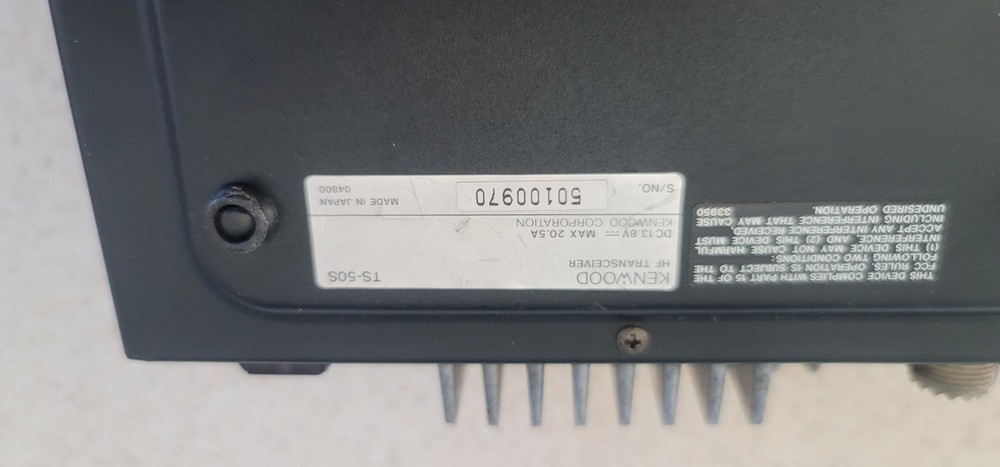 KENWOOD TS-50S
HF TRANSCEIVER
DC13.8V MAX 20.5A
KENWOOD CORPORATION
S/NO. 50100970 MADE IN JAPAN
04800
THIS DEVICE COMPLIES WITH PART 15 OF THE
FCC RULES. OPERATION IS SUBJECT TO THE
FOLLOWING TWO CONDITIONS:
(1) THIS DEVICE MAY NOT CAUSE HARMFUL
INTERFERENCE, AND (2) THIS DEVICE MUST
ACCEPT ANY INTERFERENCE RECEIVED,
INCLUDING INTERFERENCE THAT MAY CAUSE
UNDESIRED OPERATION. 33950